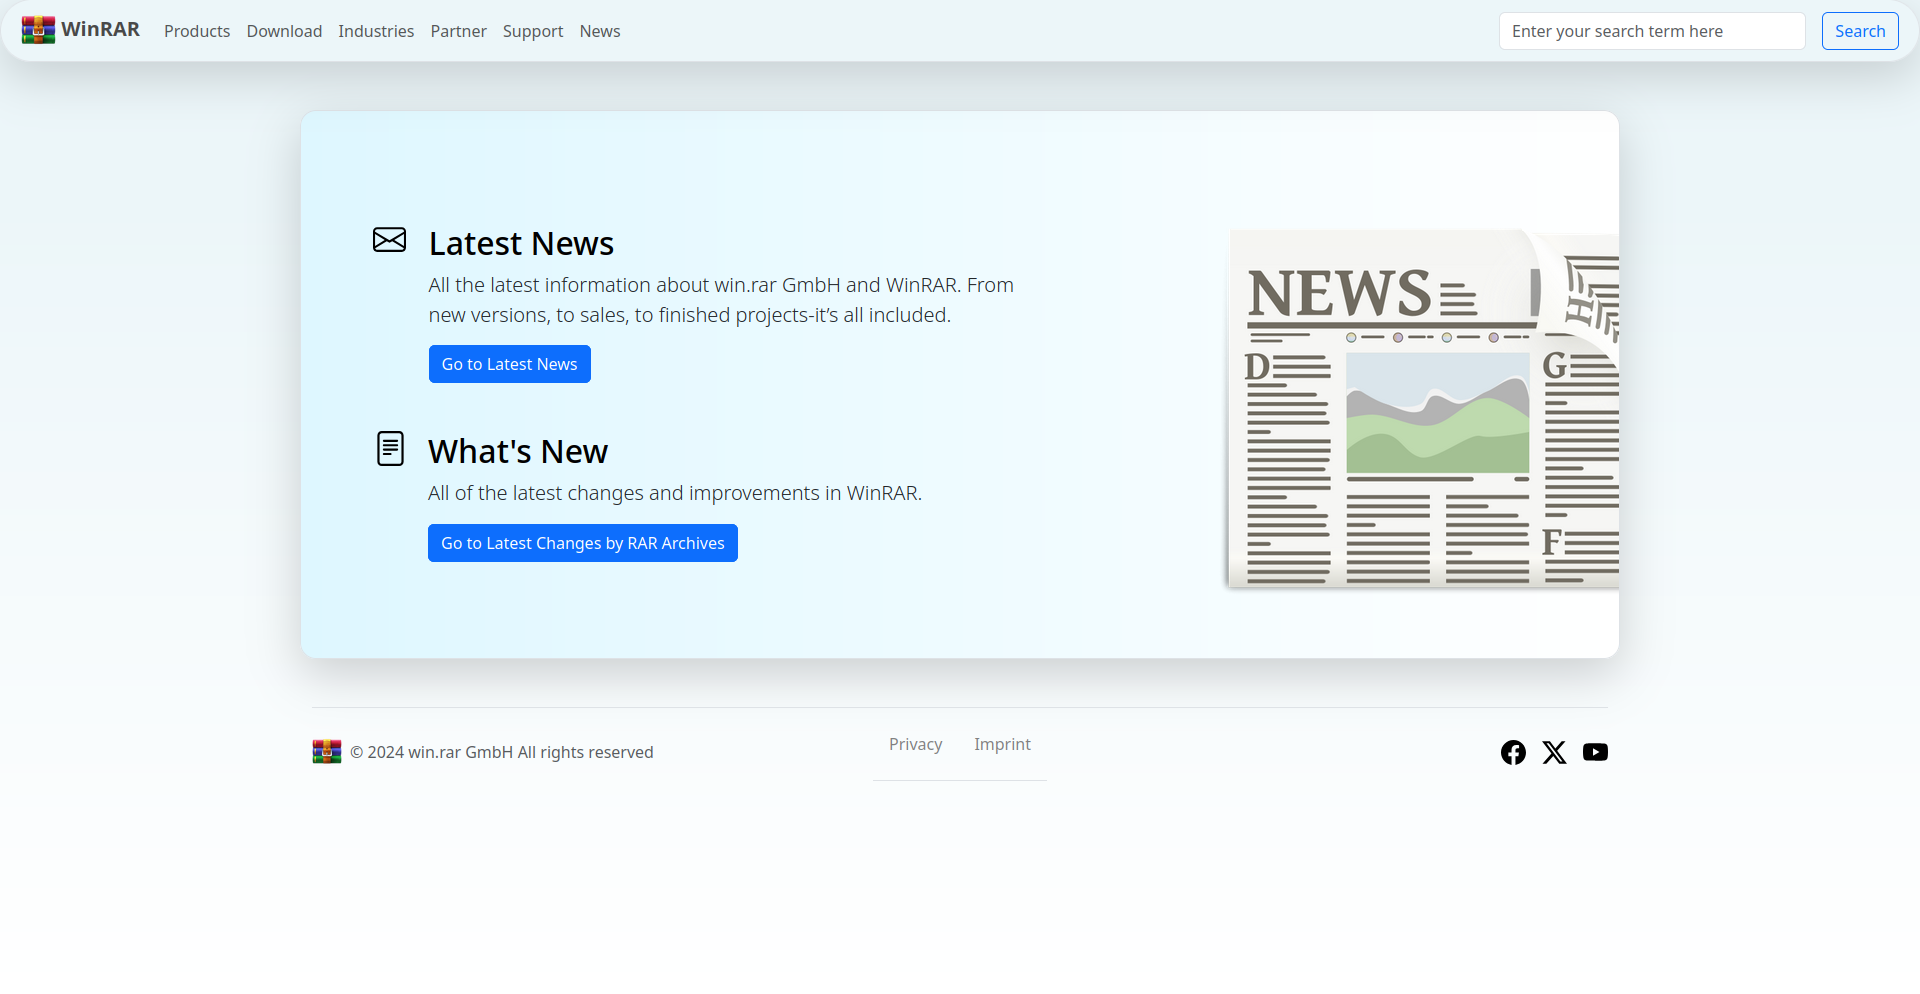 WinRAR Products Download Industries Partner Support News Enter your search term here Search
Latest News
All the latest information about win.rar GmbH and WinRAR. From
new versions, to sales, to finished projects-it’s all included.
Go to Latest News
What's New
All of the latest changes and improvements in WinRAR.
Go to Latest Changes by RAR Archives
NEWS
H
D
G
F
© 2024 win.rar GmbH All rights reserved
Privacy Imprint